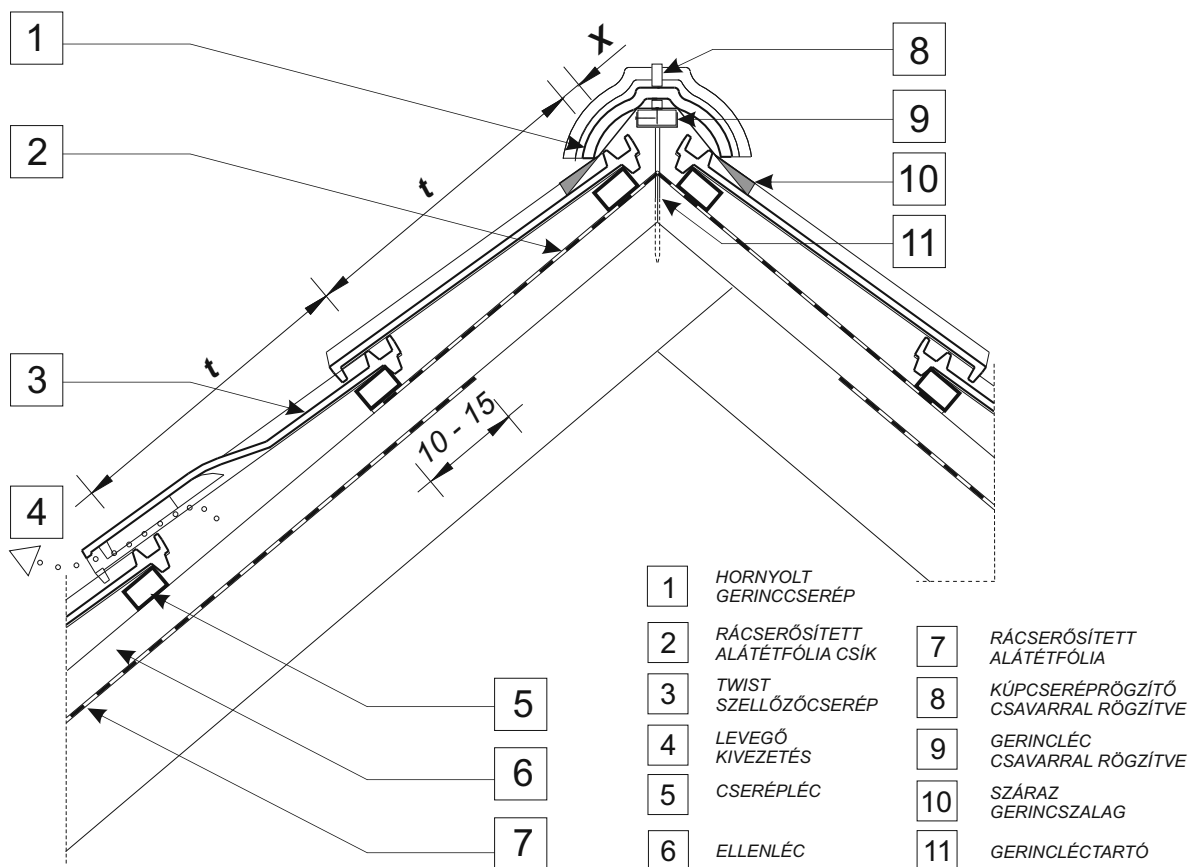 1
2
3
4
X
t
t
10 - 15
8
9
10
11
5
6
7
1 HORNYOLT
GERINCCSERÉP
2 RÁCSERŐSÍTETT
ALÁTÉTFÓLIA CSÍK
3 TWIST
SZELLŐZŐCSERÉP
4 LEVEGŐ
KIVEZETÉS
5 CSERÉPLÉC
6 ELLENLÉC
7 RÁCSERŐSÍTETT
ALÁTÉTFÓLIA
8 KÚPCSERÉPRÖGZÍTŐ
CSAVARRAL RÖGZÍTVE
9 GERINCLÉC
CSAVARRAL RÖGZÍTVE
10 SZÁRAZ
GERINCSZALAG
11 GERINCLÉCTARTÓ